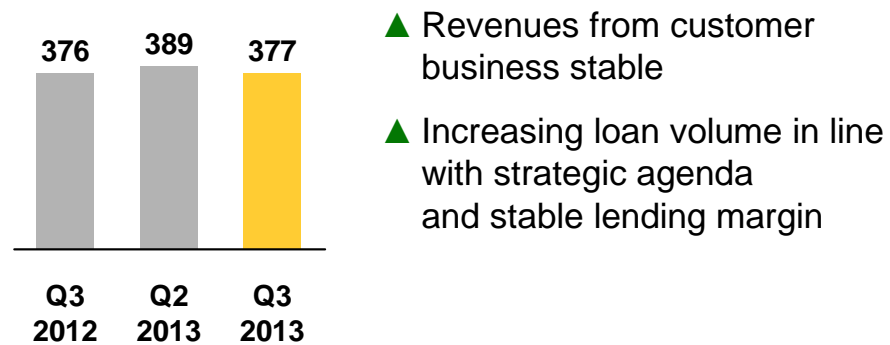 376 389 377
Q3 Q2 Q3
2012 2013 2013
▲ Revenues from customer
business stable
▲ Increasing loan volume in line
with strategic agenda
and stable lending margin